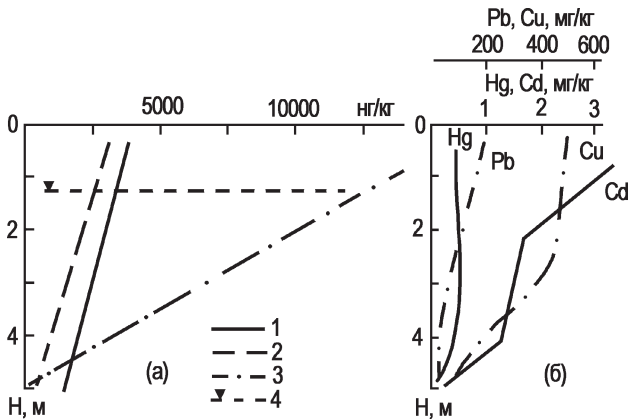 5000 10000 нг/кг
0
2
4
Н, м
(а)
1
2
3
4
Pb, Cu, мг/кг
200 400 600
Hg, Cd, мг/кг
1 2 3
0
Hg
Pb
Cu
Cd
2
4
Н, м
(б)